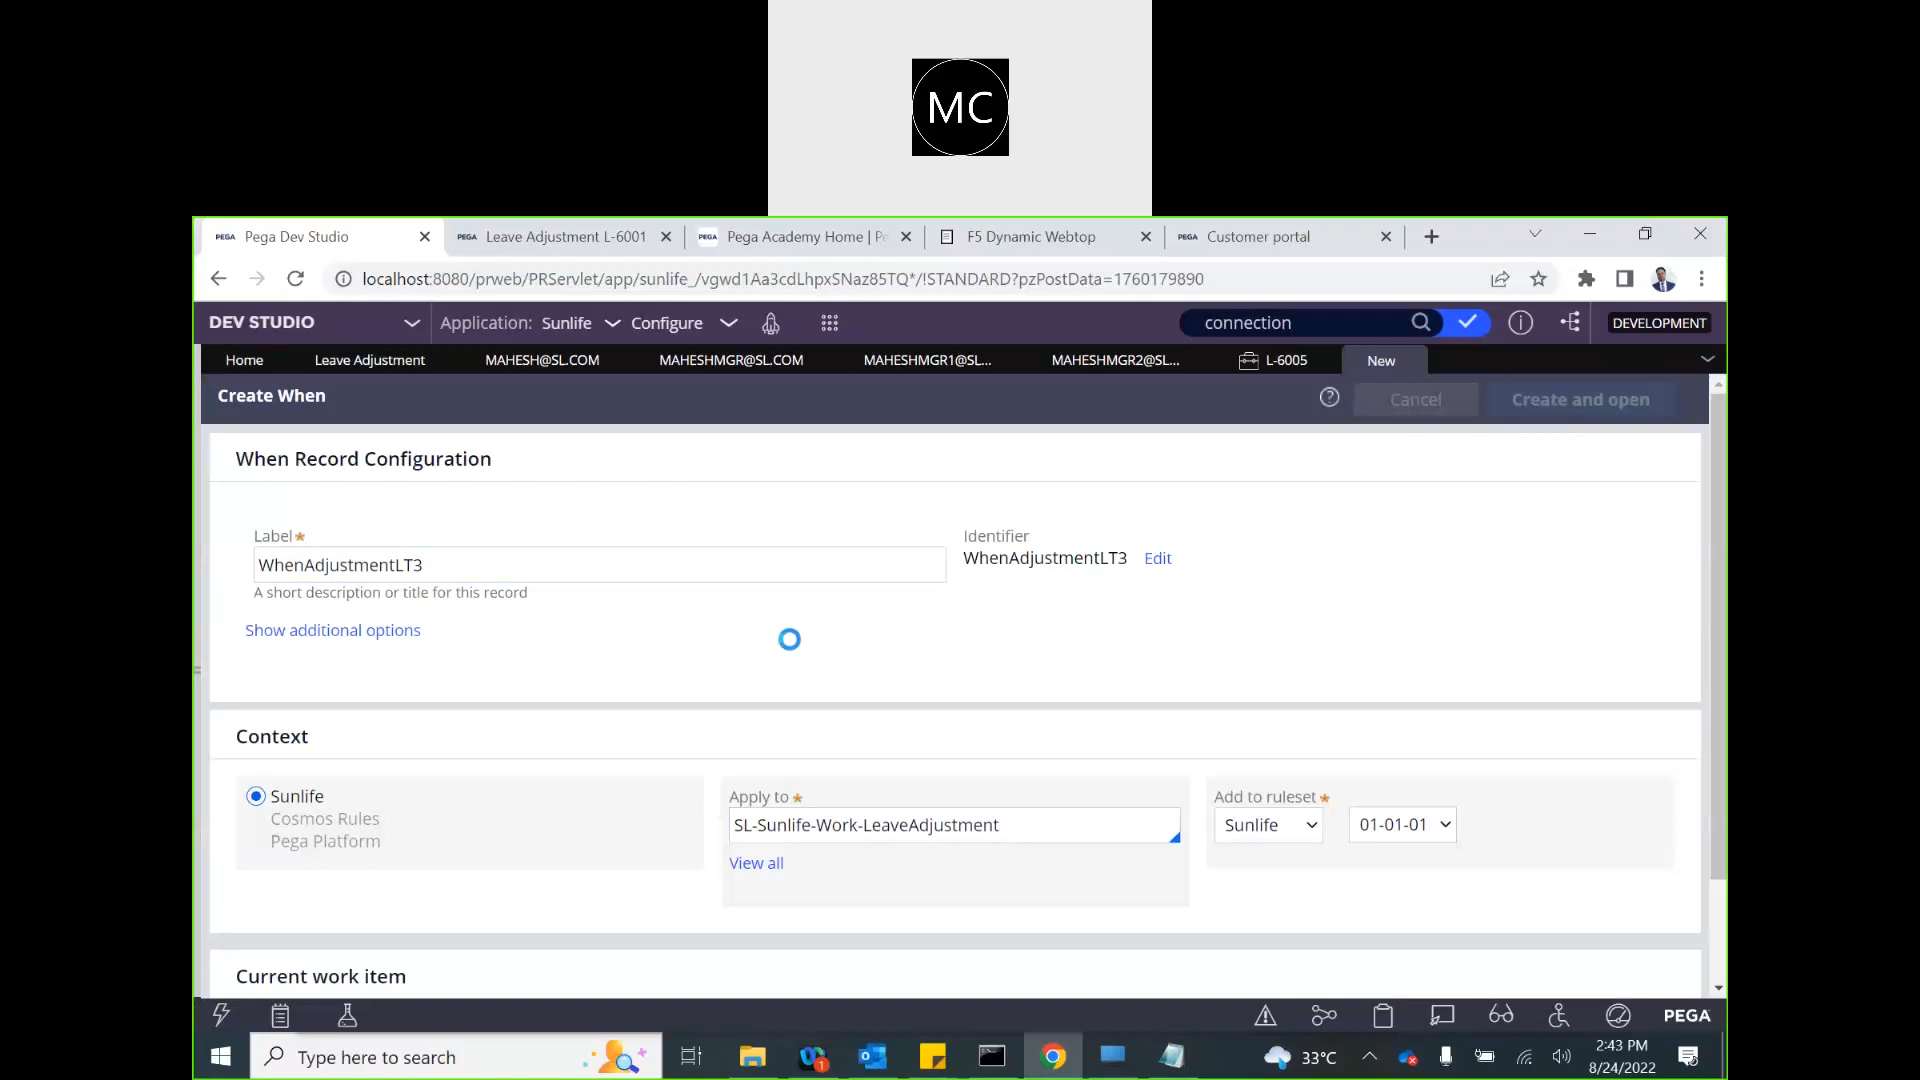 MC
PEGA Pega Dev Studio
PEGA Leave Adjustment L-6001
PEGA Pega Academy Home | Pe
F5 Dynamic Webtop
PEGA Customer portal
localhost:8080/prweb/PRServlet/app/sunlife_/vgwd1Aa3cdLhpxSNaz85TQ*/!STANDARD?pzPostData=1760179890
DEV STUDIO
Application: Sunlife
Configure
connection
DEVELOPMENT
Home
Leave Adjustment
MAHESH@SL.COM
MAHESHMGR@SL.COM
MAHESHMGR1@SL...
MAHESHMGR2@SL...
L-6005
New
Create When
Cancel
Create and open
When Record Configuration
Label★
Identifier
WhenAdjustmentLT3
WhenAdjustmentLT3 Edit
A short description or title for this record
Show additional options
Context
Sunlife
Cosmos Rules
Pega Platform
Apply to ★
SL-Sunlife-Work-LeaveAdjustment
View all
Add to ruleset★
Sunlife
01-01-01
Current work item
PEGA
Type here to search
1
33°C
2:43 PM
8/24/2022